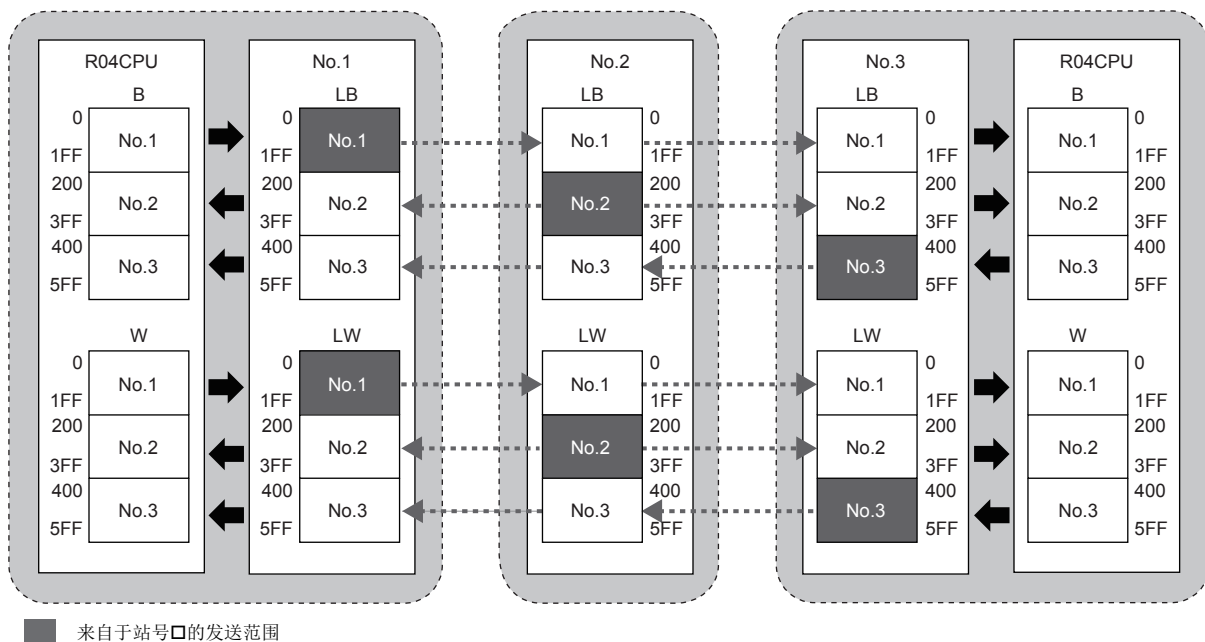 R04CPU No.1 No.2 No.3 R04CPU
B LB LB LB B
0 No.1 1FF 0 No.1 1FF No.1 0 1FF No.1 0 1FF No.1 0 1FF
200 No.2 3FF 200 No.2 3FF No.2 200 3FF No.2 200 3FF No.2 200 3FF
400 No.3 5FF 400 No.3 5FF No.3 400 5FF No.3 400 5FF No.3 400 5FF
W LW LW LW W
0 No.1 1FF 0 No.1 1FF No.1 0 1FF No.1 0 1FF No.1 0 1FF
200 No.2 3FF 200 No.2 3FF No.2 200 3FF No.2 200 3FF No.2 200 3FF
400 No.3 5FF 400 No.3 5FF No.3 400 5FF No.3 400 5FF No.3 400 5FF
来自于站号□的发送范围